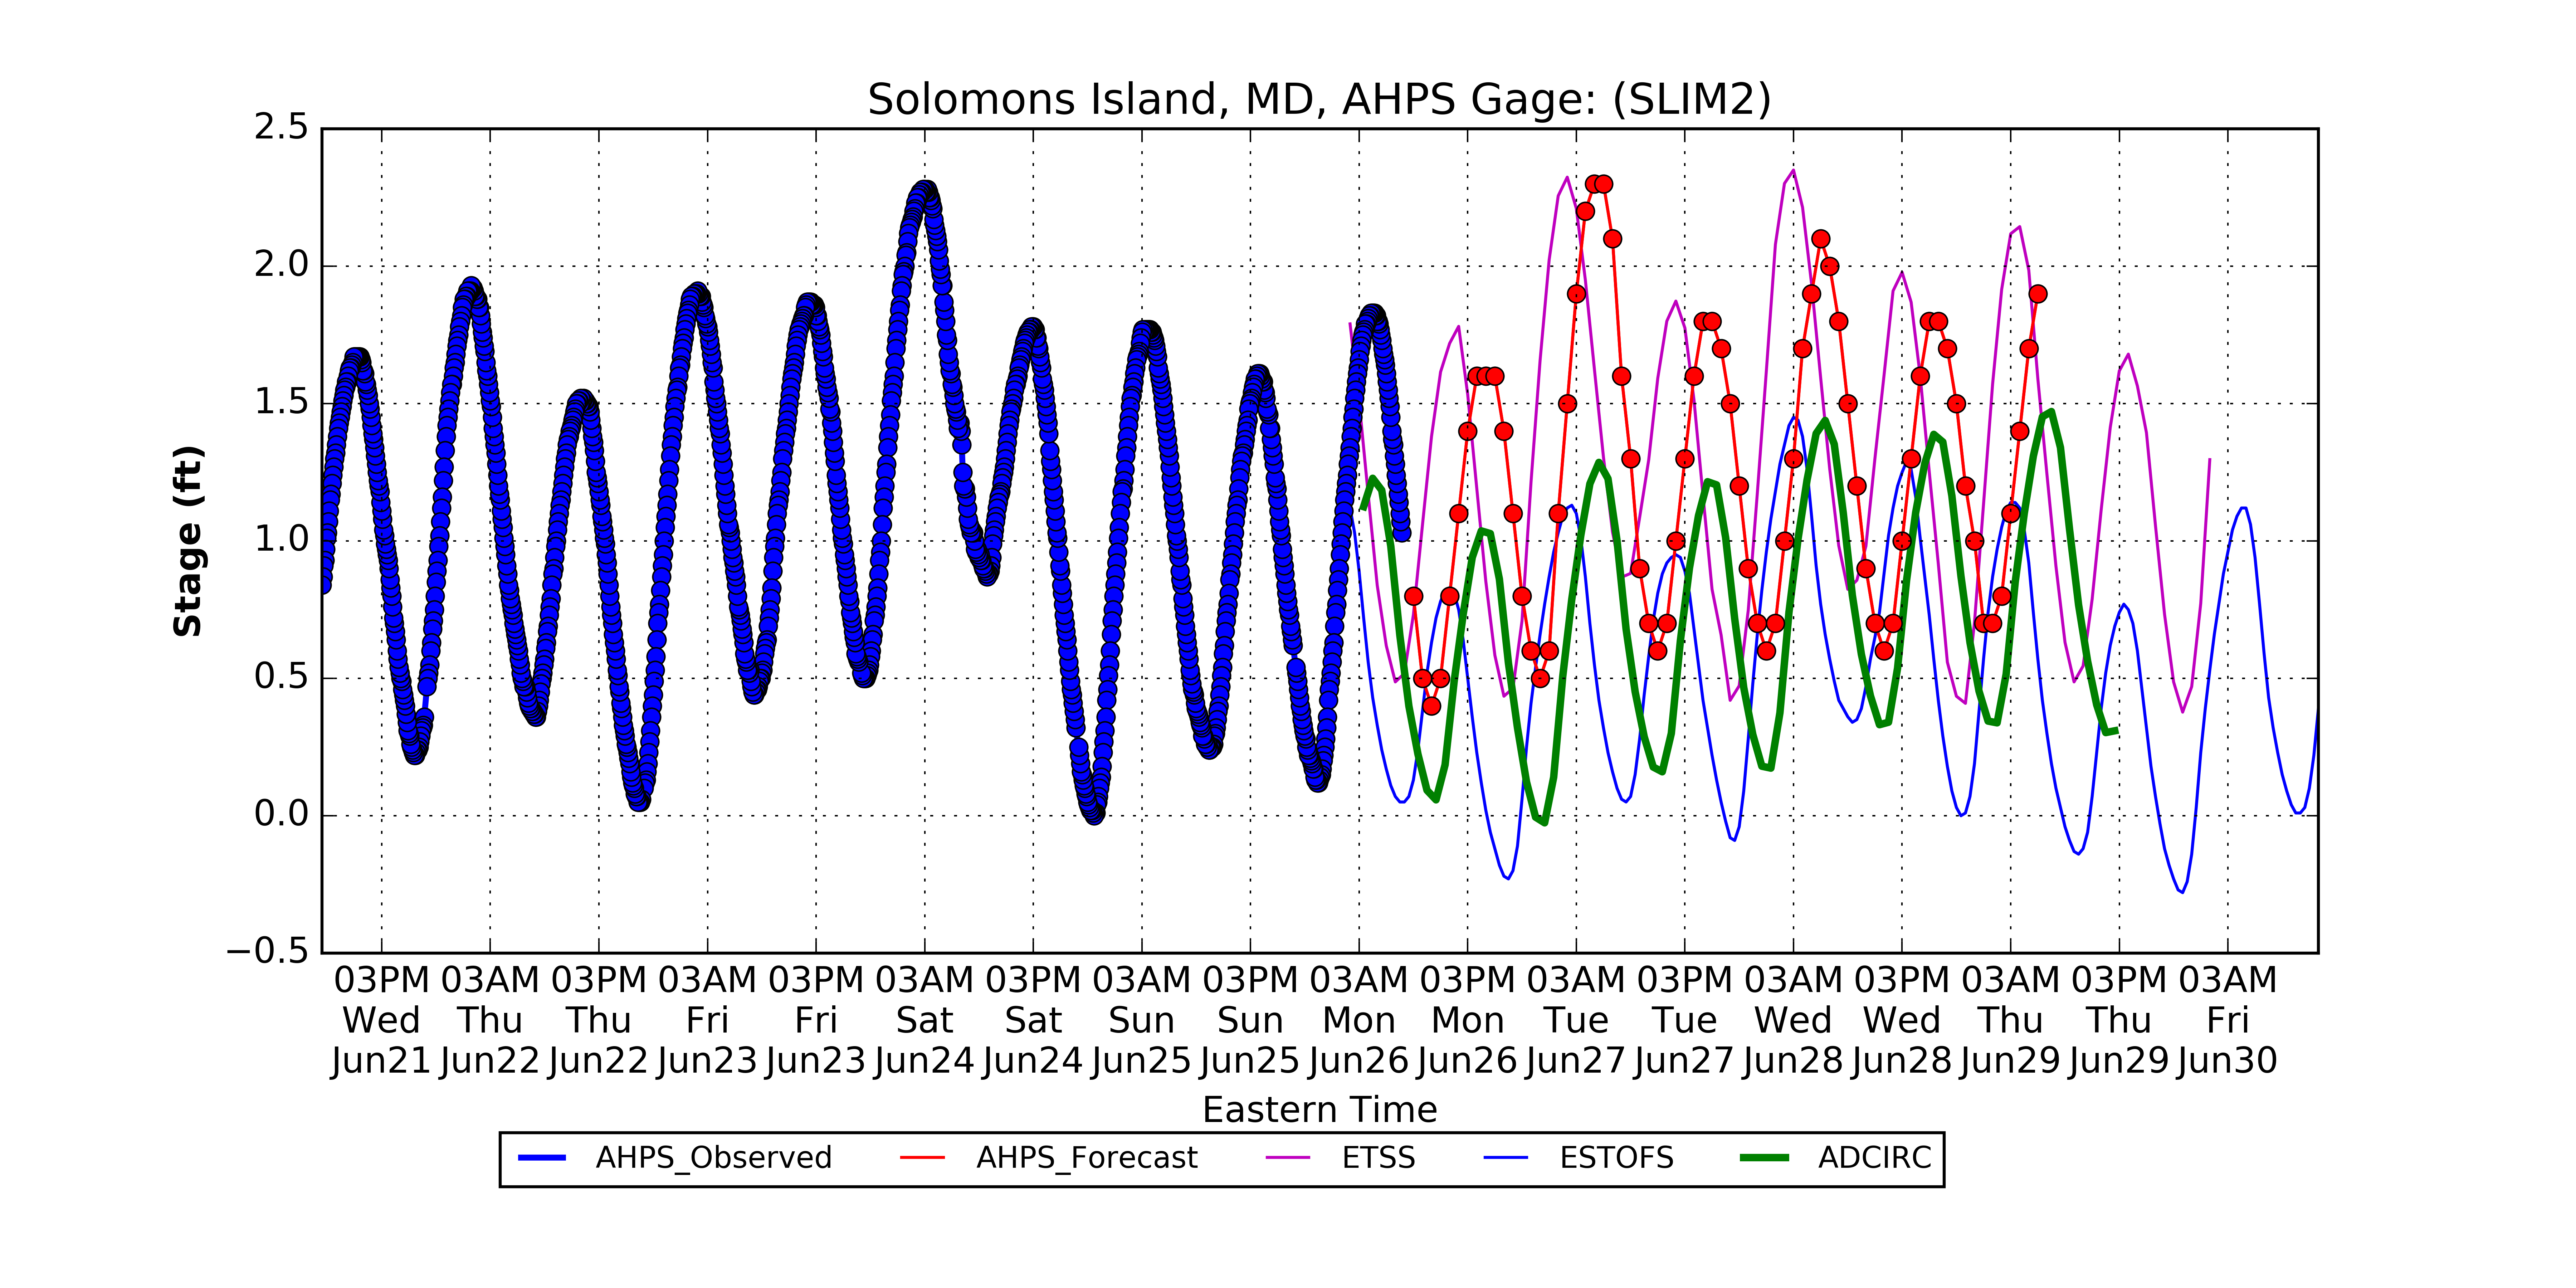 Solomons Island, MD, AHPS Gage: (SLIM2)
2.5
2.0
1.5
1.0
0.5
0.0
−0.5
Stage (ft)
03PM 03AM 03PM 03AM 03PM 03AM 03PM 03AM 03PM 03AM 03PM 03AM 03PM 03AM 03PM 03AM 03PM 03AM
Wed Thu Thu Fri Fri Sat Sat Sun Sun Mon Mon Tue Tue Wed Wed Thu Thu Fri
Jun21 Jun22 Jun22 Jun23 Jun23 Jun24 Jun24 Jun25 Jun25 Jun26 Jun26 Jun27 Jun27 Jun28 Jun28 Jun29 Jun29 Jun30
Eastern Time
AHPS_Observed AHPS_Forecast ETSS ESTOFS ADCIRC